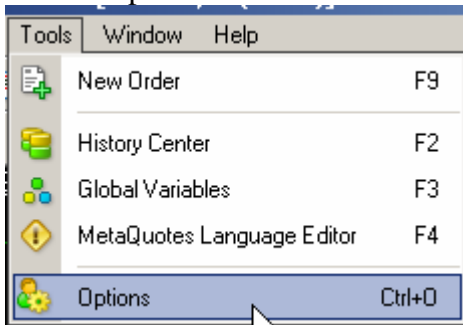 Tools Window Help
New Order F9
History Center F2
Global Variables F3
MetaQuotes Language Editor F4
Options Ctrl+O